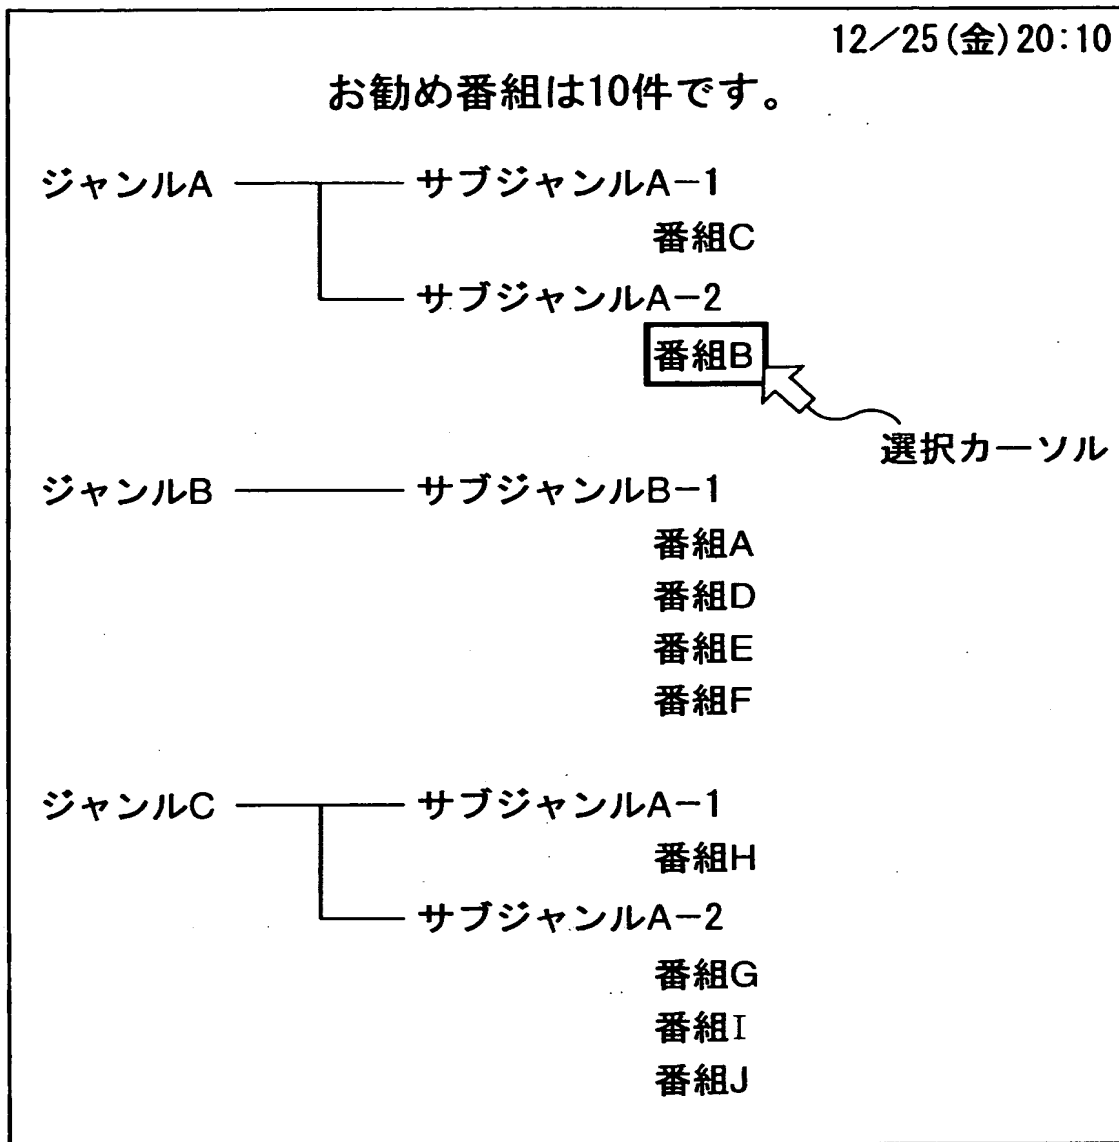 12/25(金)20:10
お勧め番組は10件です。
ジャンルA サブジャンルA-1
番組C
サブジャンルA-2
番組B
選択カーソル
ジャンルB サブジャンルB-1
番組A
番組D
番組E
番組F
ジャンルC サブジャンルA-1
番組H
サブジャンルA-2
番組G
番組I
番組J